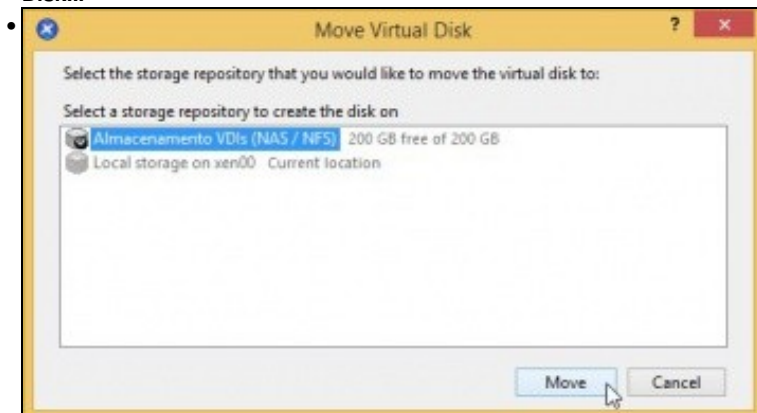 Move Virtual Disk
?
Select the storage repository that you would like to move the virtual disk to:
Select a storage repository to create the disk on
Almacenamento VDIs (NAS / NFS) 200 GB free of 200 GB
Local storage on xen00 Current location
Move
Cancel